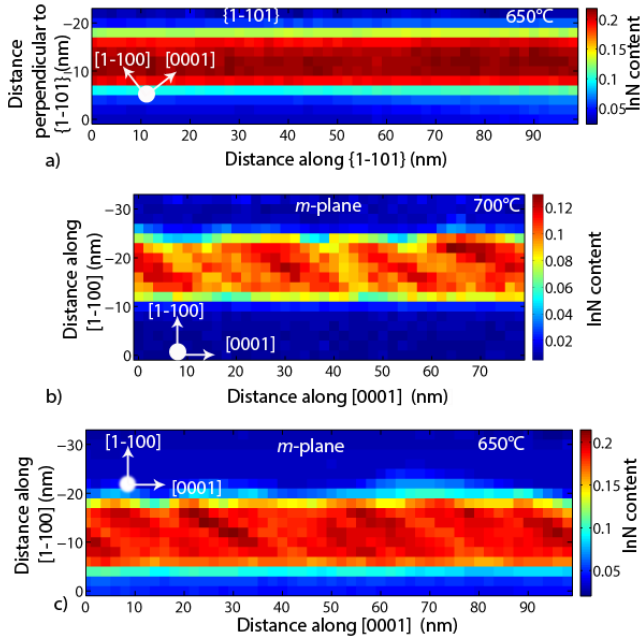 {1-101}
650°C
[1-100]
[0001]
−20
−10
0
0 10 20 30 40 50 60 70 80 90
Distance
perpendicular to
{1-101} (nm)
Distance along {1-101} (nm)
0.2
0.15
0.1
0.05
InN content
a)
m-plane
700°C
−30
−20
−10
0
[1-100]
[0001]
0 10 20 30 40 50 60 70
Distance along
[1-100] (nm)
Distance along [0001] (nm)
0.12
0.1
0.08
0.06
0.04
0.02
InN content
b)
[1-100]
m-plane
650°C
[0001]
−30
−20
−10
0
0 10 20 30 40 50 60 70 80 90
Distance along
[1-100] (nm)
Distance along [0001] (nm)
0.2
0.15
0.1
0.05
InN content
c)